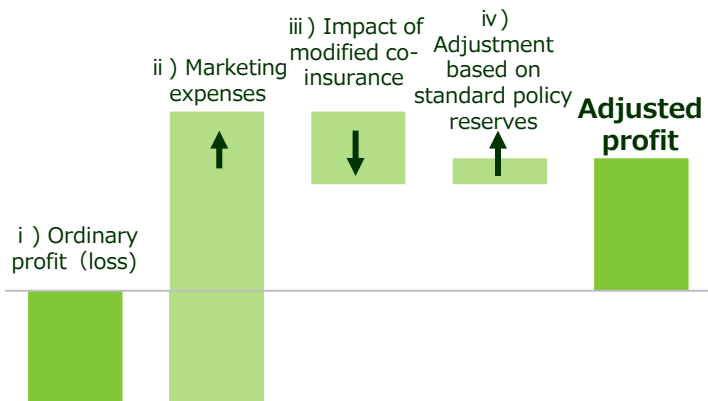 ⅰ) Ordinary
profit（loss)
ⅱ) Marketing
expenses
ⅲ) Impact of
modified co-
insurance
ⅳ)
Adjustment
based on
standard policy
reserves
Adjusted
profit